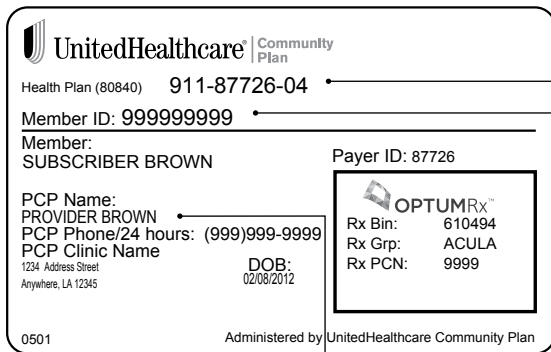 UnitedHealthcare® | Community Plan
Health Plan (80840) 911-87726-04
Member ID: 999999999
Member:
SUBSCRIBER BROWN
Payer ID: 87726
PCP Name:
PROVIDER BROWN
PCP Phone/24 hours: (999)999-9999
PCP Clinic Name
1234 Address Street
Anywhere, LA 12345
DOB:
02/08/2012
OPTUMRx™
Rx Bin: 610494
Rx Grp: ACULA
Rx PCN: 9999
0501 Administered by UnitedHealthcare Community Plan